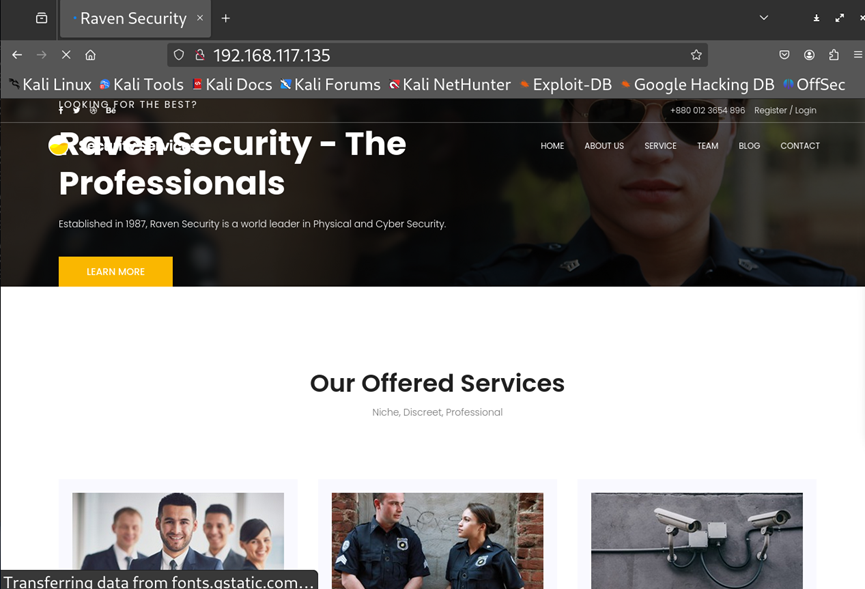 Raven Security
192.168.117.135
Kali Linux Kali Tools Kali Docs Kali Forums Kali NetHunter Exploit-DB Google Hacking DB OffSec
LOOKING FOR THE BEST?
Bē
+880 012 3654 896 Register / Login
Raven Security - The
Professionals
Security Services
HOME ABOUT US SERVICE TEAM BLOG CONTACT
Established in 1987, Raven Security is a world leader in Physical and Cyber Security.
LEARN MORE
Our Offered Services
Niche, Discreet, Professional
Transferring data from fonts.gstatic.com...